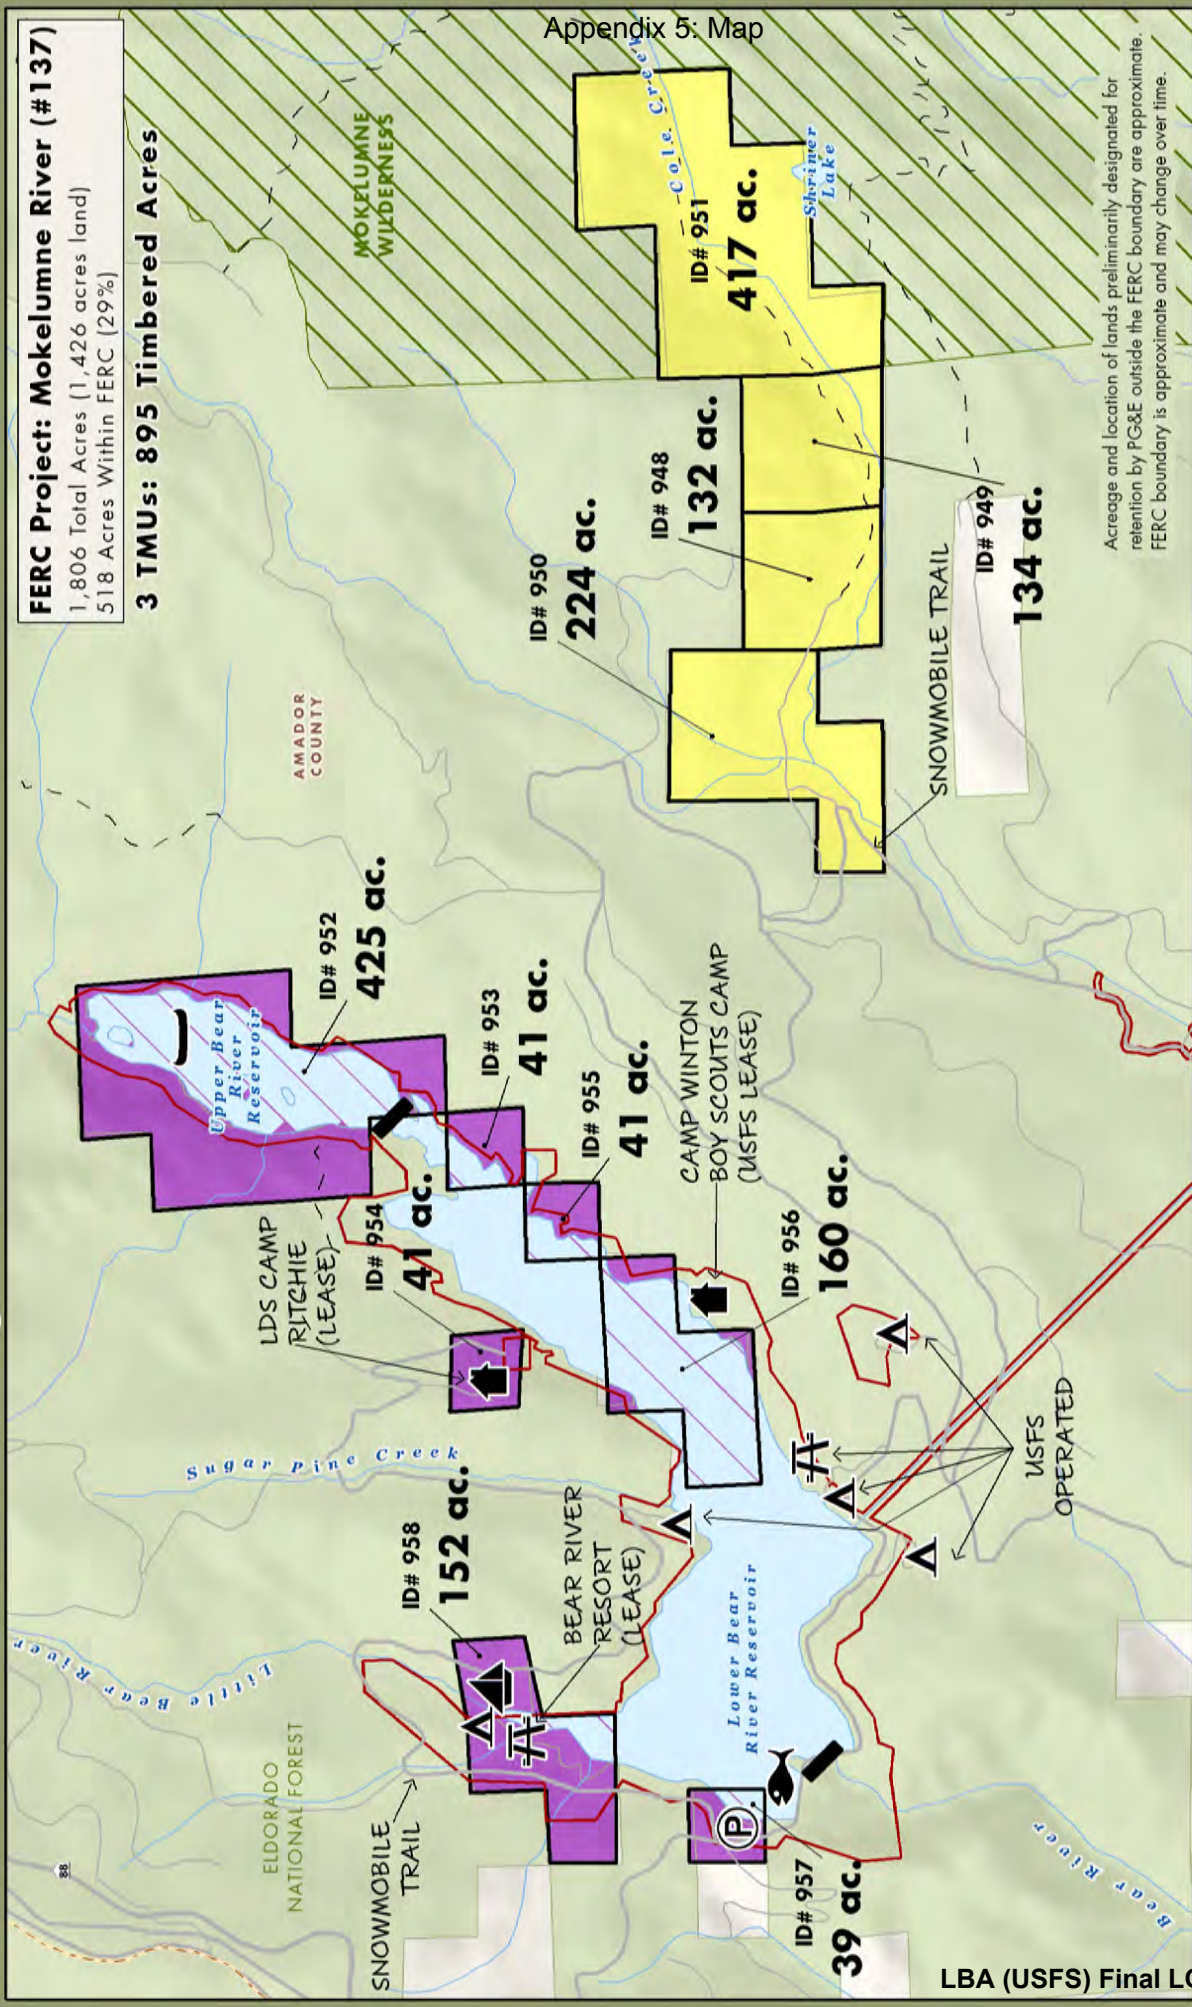 Appendix 5: Map
FERC Project: Mokelumne River (#137)
1,806 Total Acres (1,426 acres land)
518 Acres Within FERC (29%)
3 TMUs: 895 Timbered Acres
MOKELUMNE
WILDERNESS
Cole Creek
Shriner
Lake
ID# 951
417 ac.
ID# 948
132 ac.
ID# 950
224 ac.
ID# 949
134 ac.
SNOWMOBILE TRAIL
Acreage and location of lands preliminarily designated for
retention by PG&E outside the FERC boundary are approximate.
FERC boundary is approximate and may change over time.
AMADOR
COUNTY
ID# 952
425 ac.
Upper Bear
River
Reservoir
ID# 953
41 ac.
ID# 955
41 ac.
CAMP WINTON
BOY SCOUTS CAMP
(USFS LEASE)
LDS CAMP
RITCHIE
(LEASE)
ID# 954
41 ac.
ID# 956
160 ac.
Sugar Pine Creek
ID# 958
152 ac.
BEAR RIVER
RESORT
(LEASE)
USFS
OPERATED
Lower Bear
River Reservoir
Little Bear River
ELDORADO
NATIONAL FOREST
SNOWMOBILE
TRAIL
88
P
ID# 957
39 ac.
Bear River
LBA (USFS) Final LC